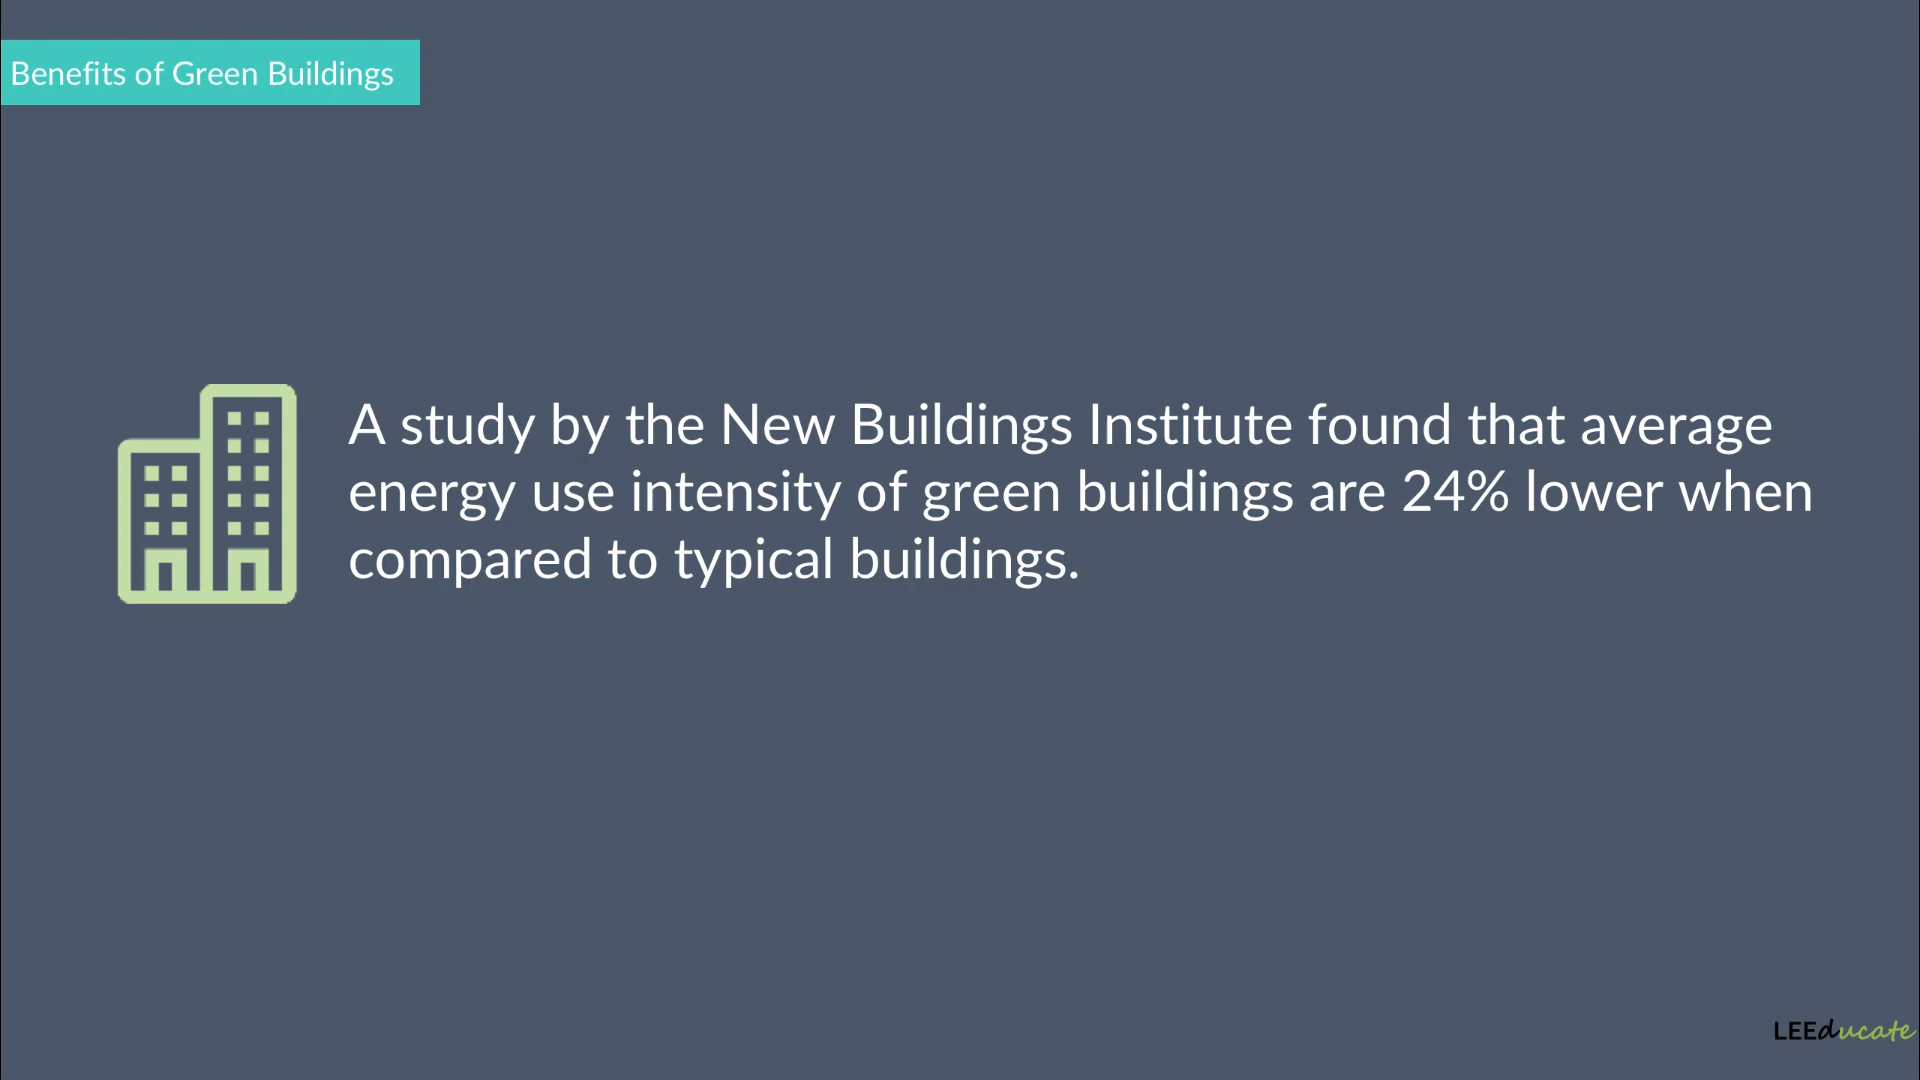 Benefits of Green Buildings
A study by the New Buildings Institute found that average
energy use intensity of green buildings are 24% lower when
compared to typical buildings.
LEEducate